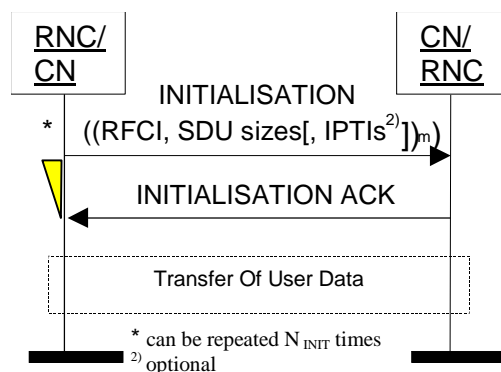 RNC/
CN
CN/
RNC
INITIALISATION
* ((RFCI, SDU sizes[, IPTIs2)])m)
INITIALISATION ACK
Transfer Of User Data
* can be repeated N INIT times
2) optional